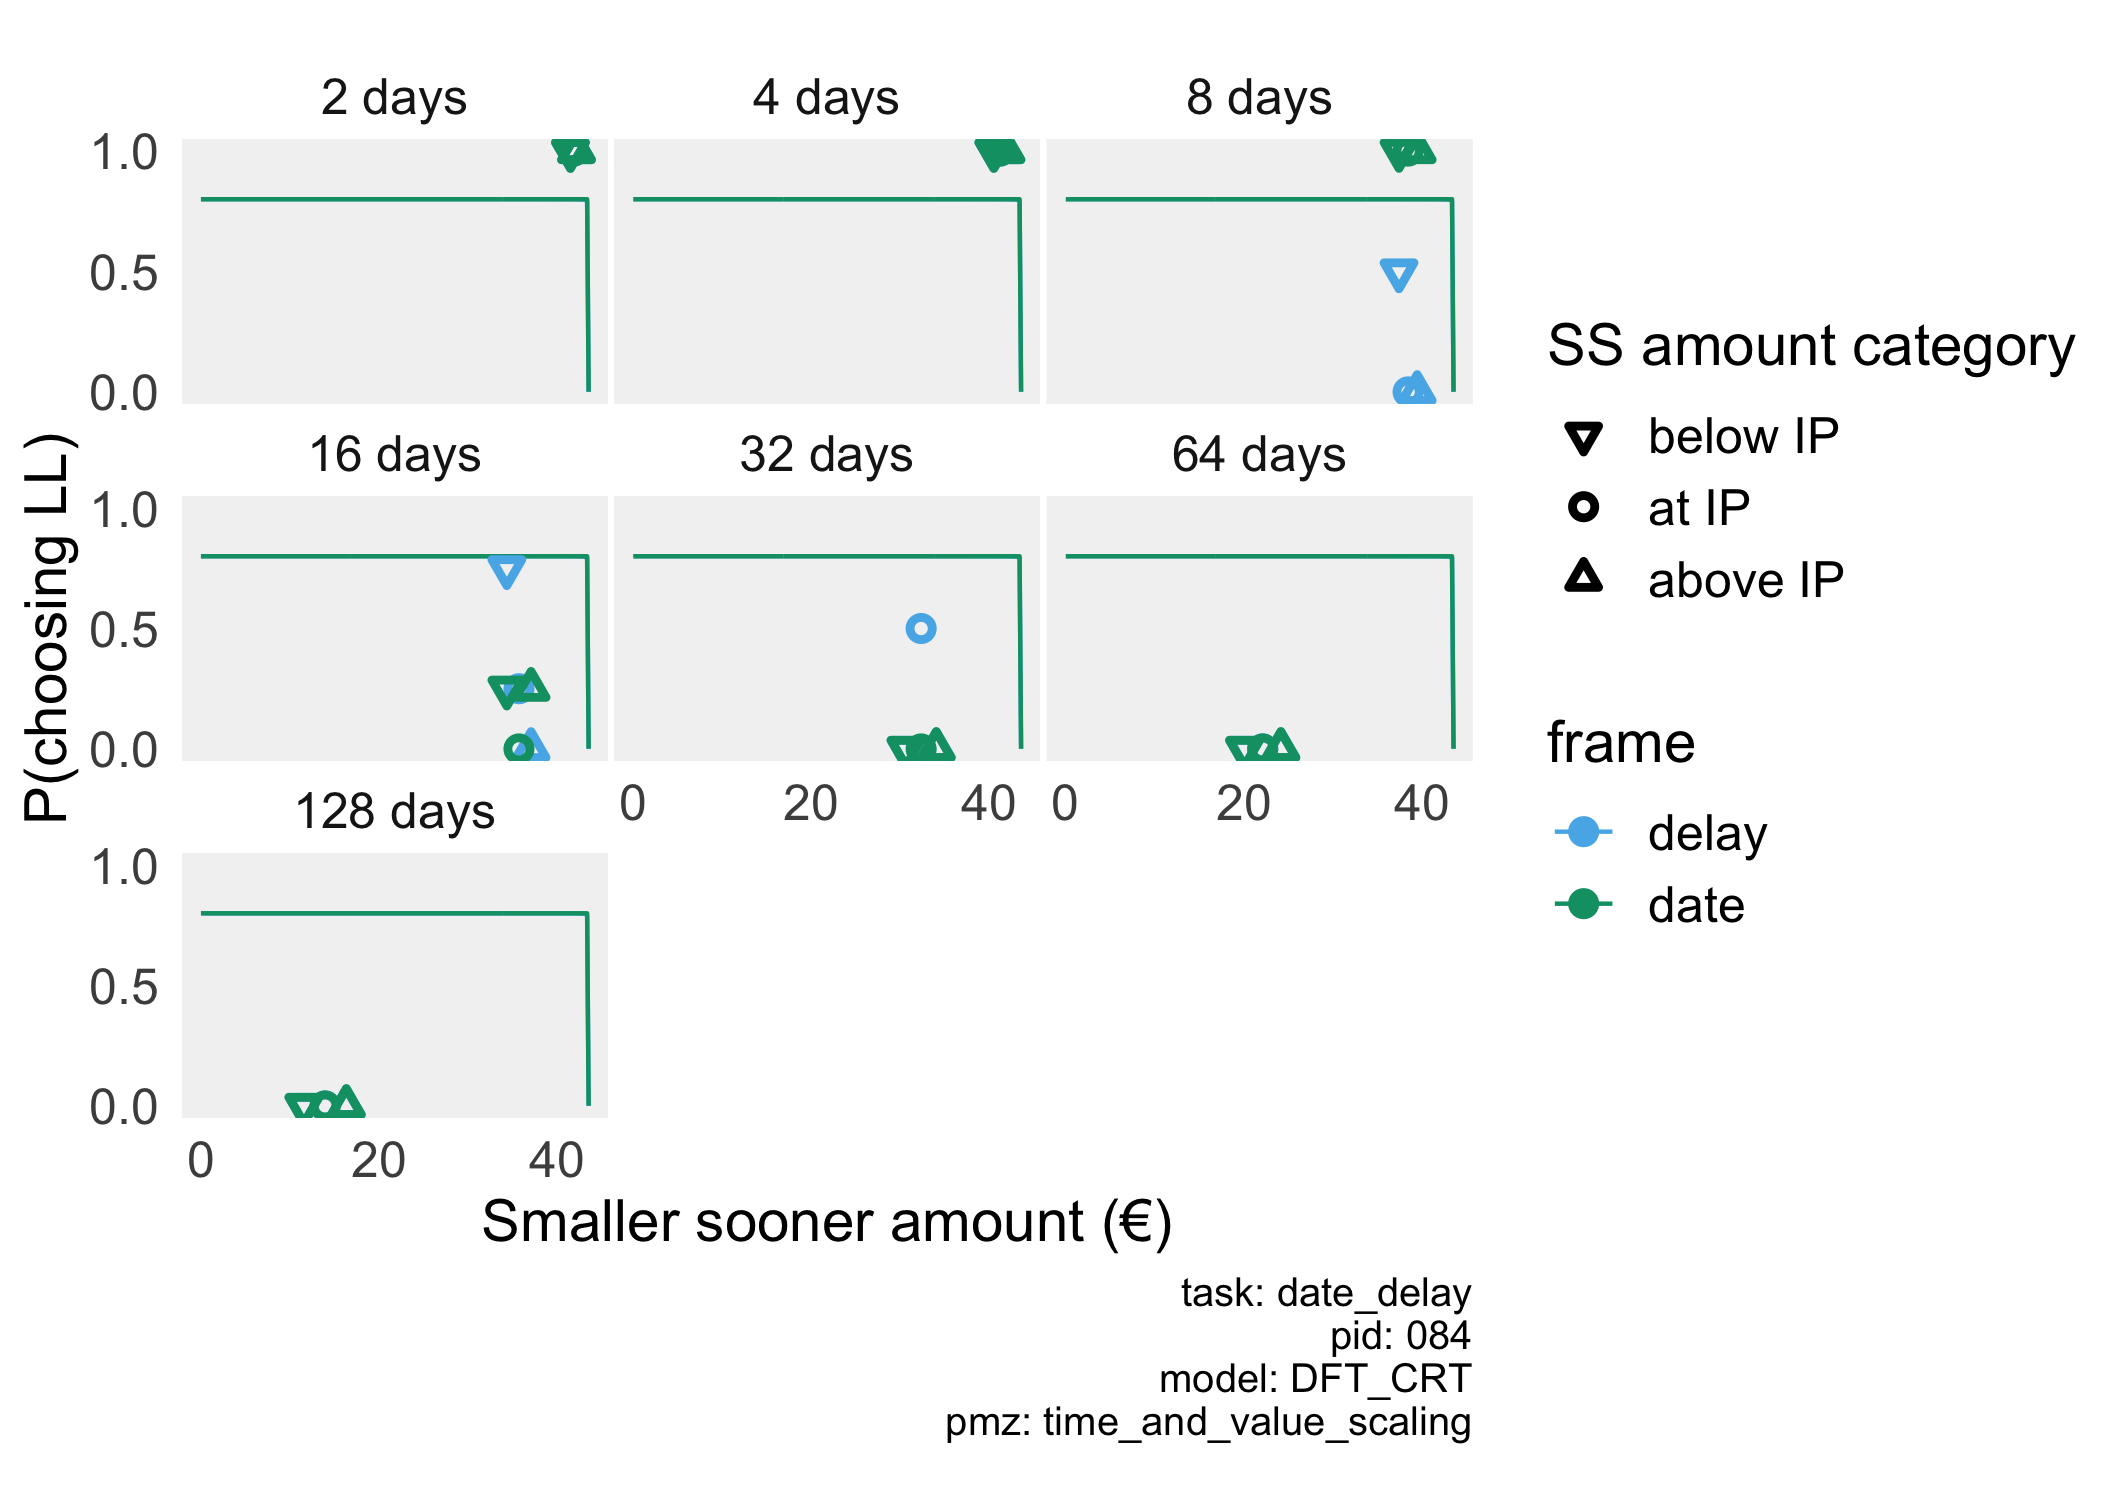 2 days
4 days
8 days
1.0
0.5
0.0
16 days
32 days
64 days
1.0
0.5
0.0
0 20 40
0 20 40
128 days
1.0
0.5
0.0
0 20 40
P(choosing LL)
Smaller sooner amount (€)
SS amount category
below IP
at IP
above IP
frame
delay
date
task: date_delay
pid: 084
model: DFT_CRT
pmz: time_and_value_scaling